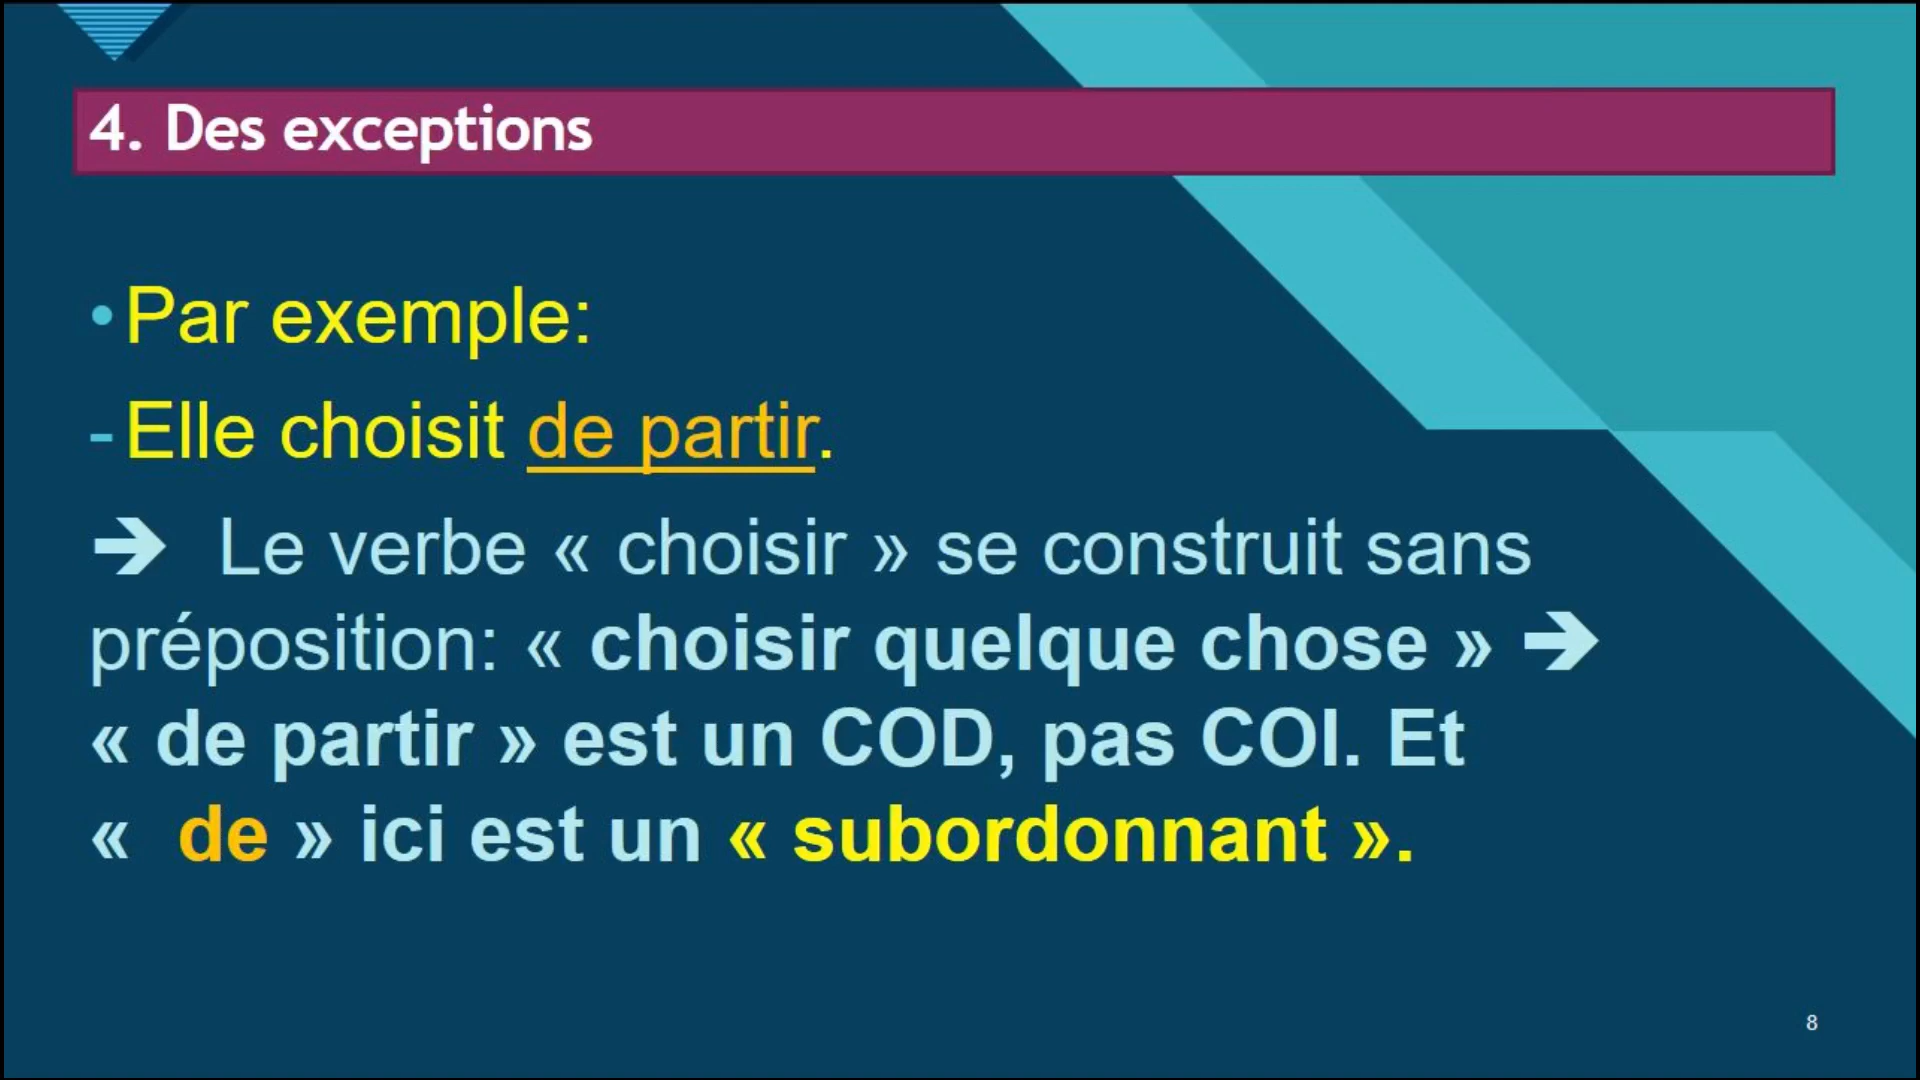 4. Des exceptions
• Par exemple:
- Elle choisit de partir.
➔ Le verbe « choisir » se construit sans
préposition: « choisir quelque chose » ➔
« de partir » est un COD, pas COI. Et
« de » ici est un « subordonnant ».
8